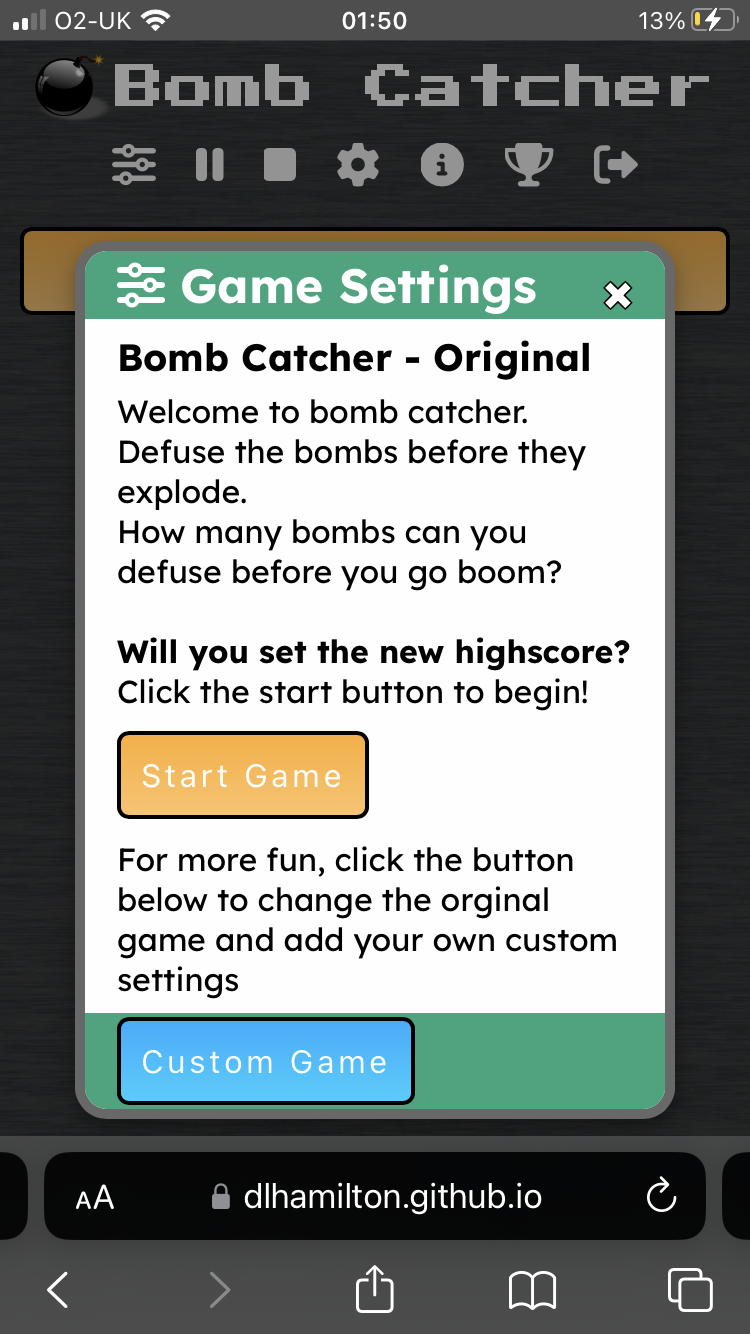 O2-UK 01:50 13%
Bomb Catcher
Game Settings
Bomb Catcher - Original
Welcome to bomb catcher.
Defuse the bombs before they
explode.
How many bombs can you
defuse before you go boom?
Will you set the new highscore?
Click the start button to begin!
Start Game
For more fun, click the button
below to change the orginal
game and add your own custom
settings
Custom Game
AA dlhamilton.github.io